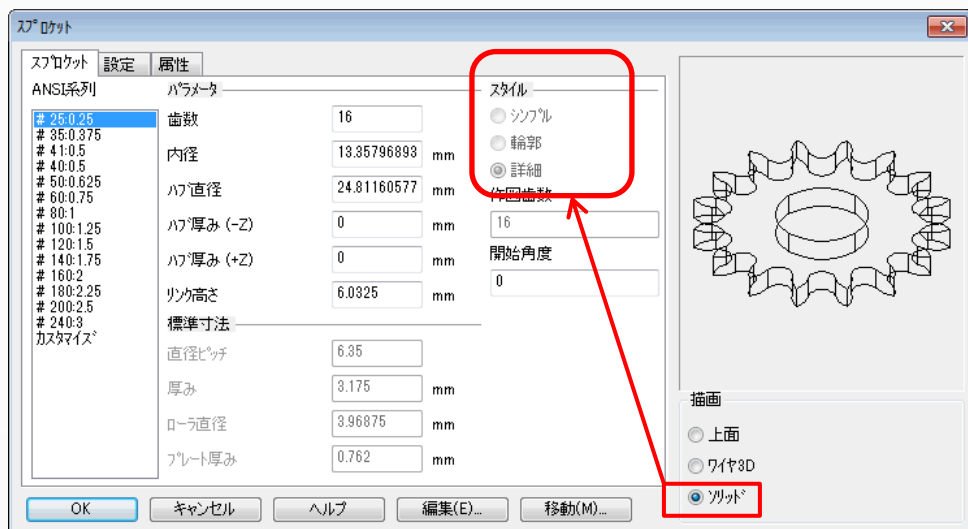 スプロケット
スプロケット 設定 属性
ANSI系列
# 25:0.25
# 35:0.375
# 41:0.5
# 40:0.5
# 50:0.625
# 60:0.75
# 80:1
# 100:1.25
# 120:1.5
# 140:1.75
# 160:2
# 180:2.25
# 200:2.5
# 240:3
カスタマイズ
パラメータ
歯数 16
内径 13.35796893 mm
ハブ直径 24.81160577 mm
ハブ厚み (-Z) 0 mm
ハブ厚み (+Z) 0 mm
リンク高さ 6.0325 mm
標準寸法
直径ピッチ 6.35
厚み 3.175 mm
ローラ直径 3.96875 mm
プレート厚み 0.762 mm
スタイル
シンプル
輪郭
詳細
作図歯数
16
開始角度
0
描画
上面
ワイヤ3D
ソリッド
OK キャンセル ヘルプ 編集(E)... 移動(M)...